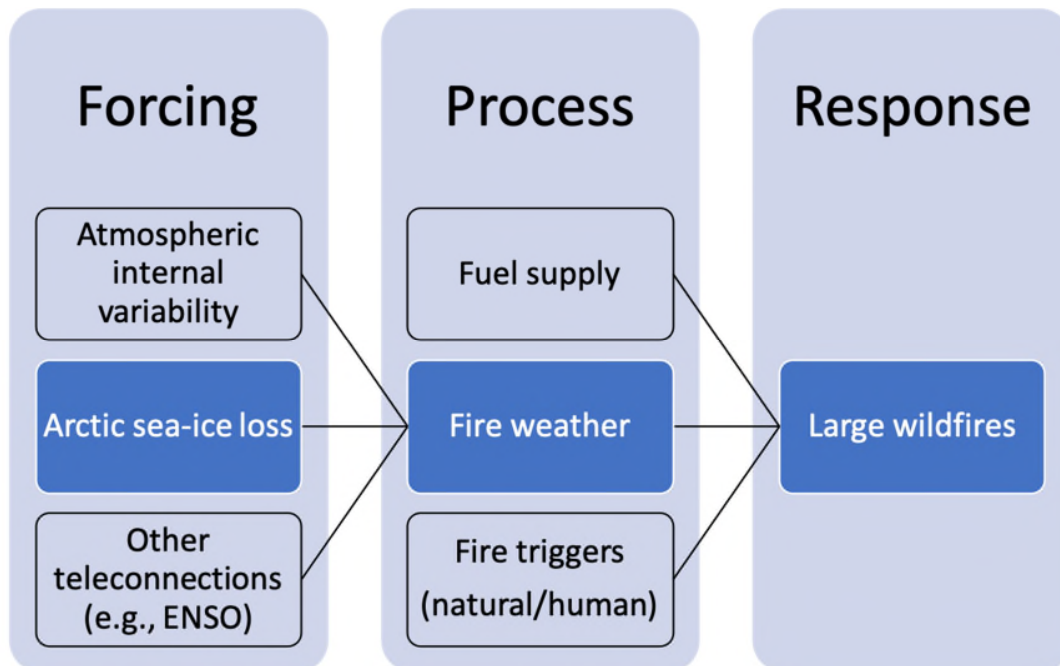 Forcing
Atmospheric
internal
variability
Arctic sea-ice loss
Other
teleconnections
(e.g., ENSO)
Process
Fuel supply
Fire weather
Fire triggers
(natural/human)
Response
Large wildfires